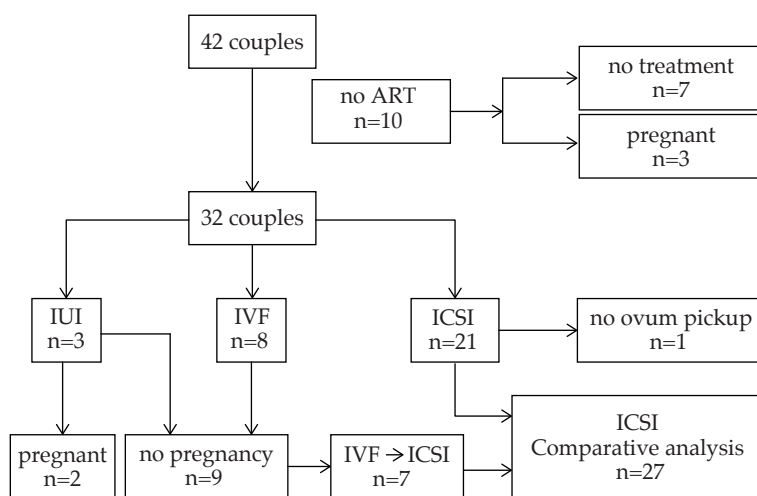 42 couples
no ART
n=10
no treatment
n=7
pregnant
n=3
32 couples
IUI
n=3
IVF
n=8
ICSI
n=21
no ovum pickup
n=1
pregnant
n=2
no pregnancy
n=9
IVF → ICSI
n=7
ICSI
Comparative analysis
n=27